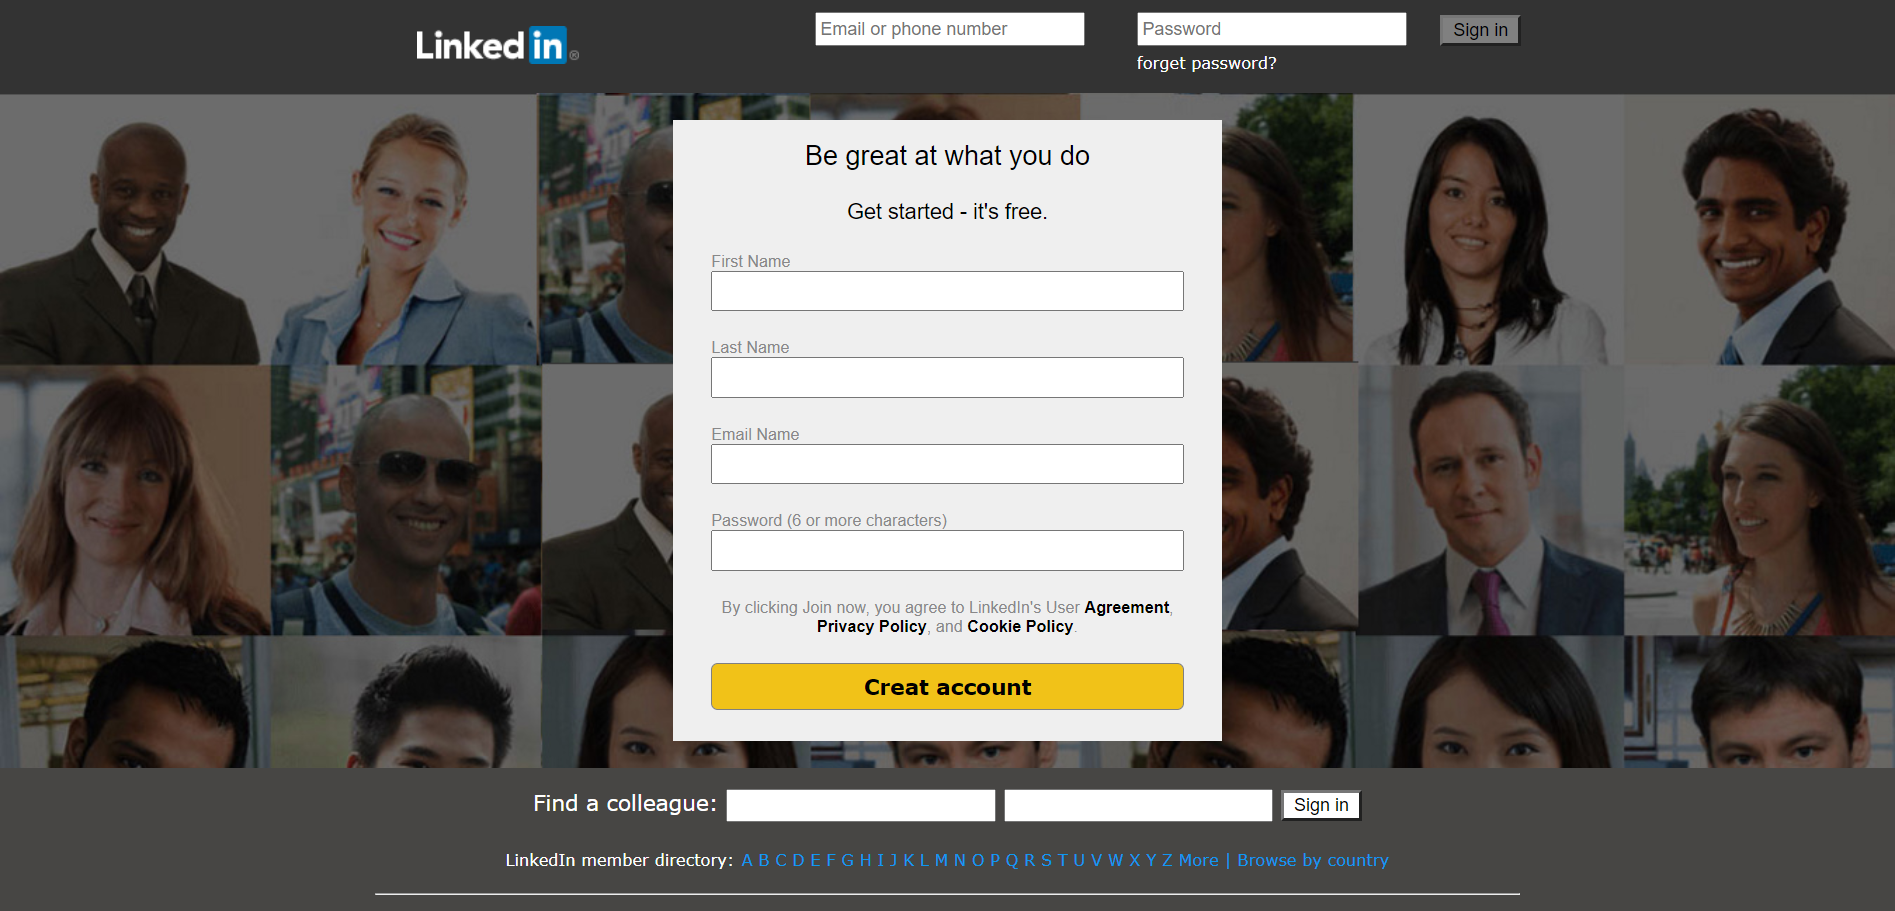 Linked in ®
Email or phone number
Password
Sign in
forget password?
Be great at what you do
Get started - it's free.
First Name
Last Name
Email Name
Password (6 or more characters)
By clicking Join now, you agree to LinkedIn's User Agreement,
Privacy Policy, and Cookie Policy.
Creat account
Find a colleague:
Sign in
LinkedIn member directory: A B C D E F G H I J K L M N O P Q R S T U V W X Y Z More | Browse by country